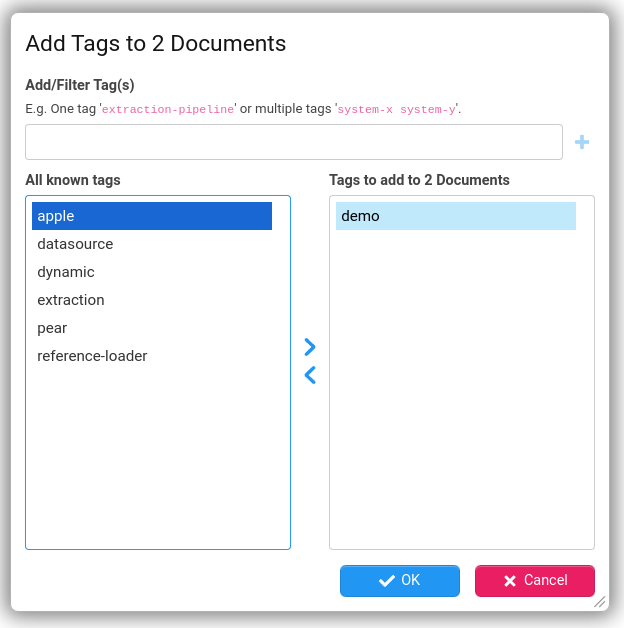 Add Tags to 2 Documents
Add/Filter Tag(s)
E.g. One tag 'extraction-pipeline' or multiple tags 'system-x system-y'.
All known tags
Tags to add to 2 Documents
apple
demo
datasource
dynamic
extraction
pear
reference-loader
OK
Cancel